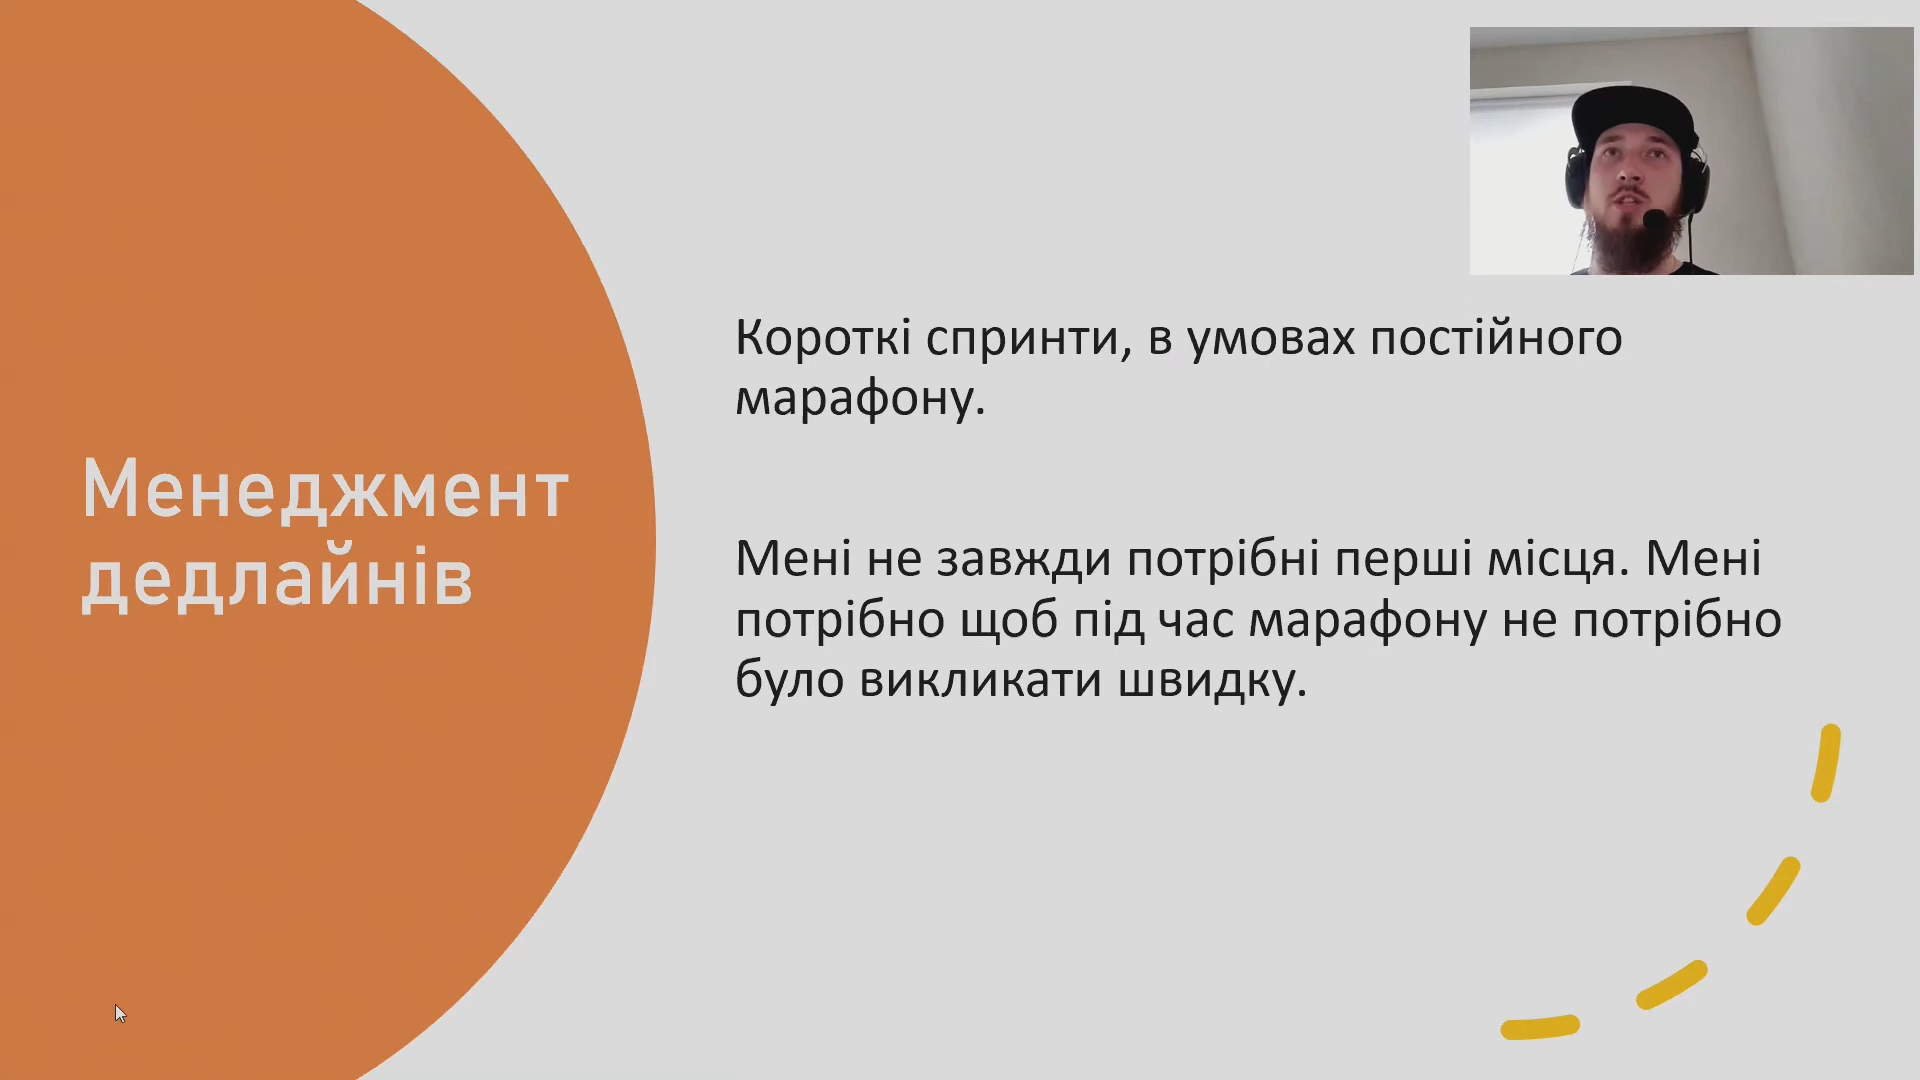 Менеджмент
дедлайнів
Короткі спринти, в умовах постійного
марафону.
Мені не завжди потрібні перші місця. Мені
потрібно щоб під час марафону не потрібно
було викликати швидку.